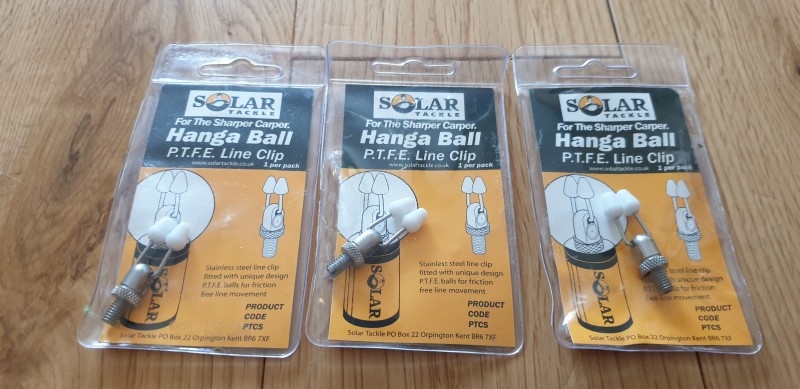 SOLAR
TACKLE
For The Sharper Carper.
Hanga Ball
P.T.F.E. Line Clip
www.solartackle.co.uk 1 per pack
Stainless steel line clip
fitted with unique design
P.T.F.E. balls for friction
free line movement
SOLAR
PRODUCT
CODE
PTCS
Solar Tackle PO Box 22 Orpington Kent BR6 7XF
SOLAR
TACKLE
For The Sharper Carper.
Hanga Ball
P.T.F.E. Line Clip
www.solartackle.co.uk 1 per pack
Stainless steel line clip
fitted with unique design
P.T.F.E. balls for friction
free line movement
SOLAR
PRODUCT
CODE
PTCS
Solar Tackle PO Box 22 Orpington Kent BR6 7XF
SOLAR
TACKLE
For The Sharper Carper.
Hanga Ball
P.T.F.E. Line Clip
www.solartackle.co.uk 1 per pack
steel line clip
with unique design
P.T.F.E. balls for friction
free line movement
SOLAR
PRODUCT
CODE
PTCS
Solar Tackle PO Box 22 Orpington Kent BR6 7XF